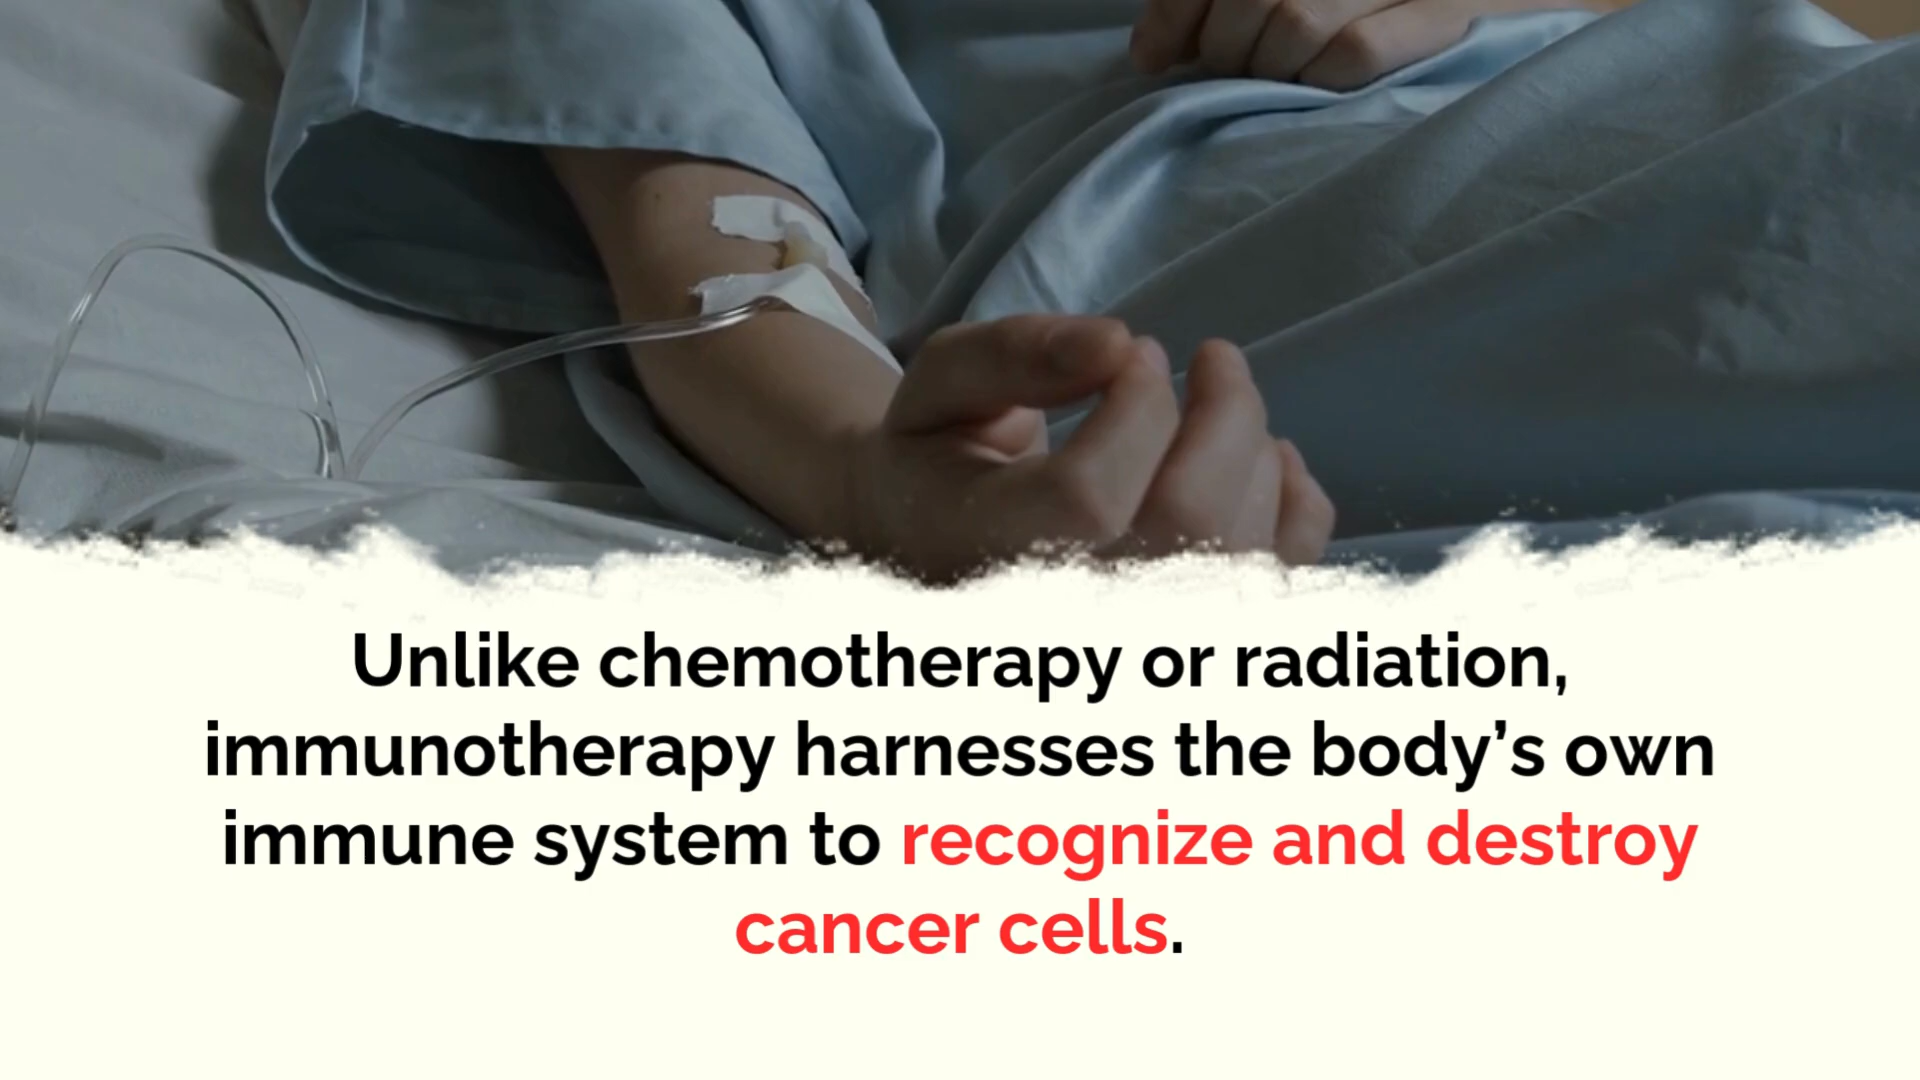 Unlike chemotherapy or radiation,
immunotherapy harnesses the body’s own
immune system to recognize and destroy
cancer cells.